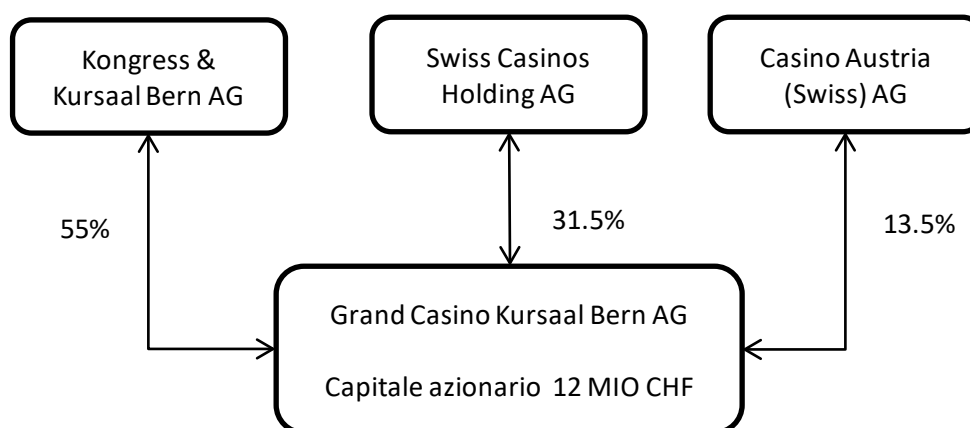 Kongress &
Kursaal Bern AG
Swiss Casinos
Holding AG
Casino Austria
(Swiss) AG
55%
31.5%
13.5%
Grand Casino Kursaal Bern AG
Capitale azionario 12 MIO CHF